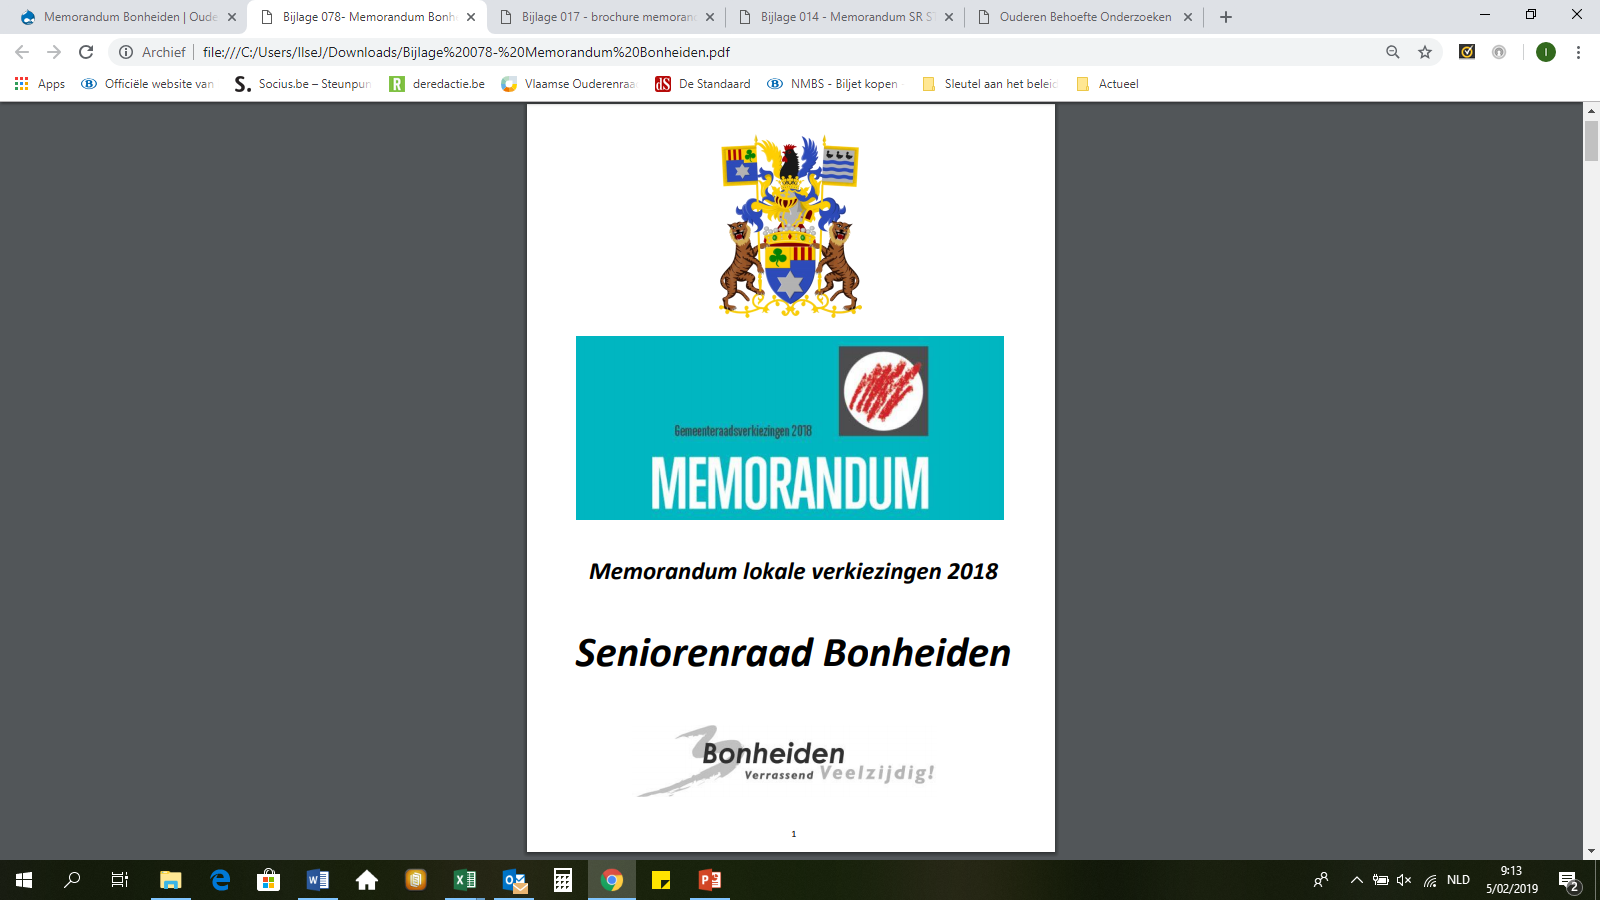 Memorandum Bonheiden | Oude
Bijlage 078- Memorandum Bonh
Bijlage 017 - brochure memoran
Bijlage 014 - Memorandum SR S
Ouderen Behoefte Onderzoeken
Archief
file:///C:/Users/IlseJ/Downloads/Bijlage%20078-%20Memorandum%20Bonheiden.pdf
I
Apps
Officiële website van
Socius.be – Steunpun
deredactie.be
Vlaamse Ouderenraa
De Standaard
NMBS - Biljet kopen
Sleutel aan het beleid
Actueel
Gemeenteraadsverkiezingen 2018
MEMORANDUM
Memorandum lokale verkiezingen 2018
Seniorenraad Bonheiden
Bonheiden
Verrassend Veelzijdig!
1
NLD
9:13
5/02/2019
2